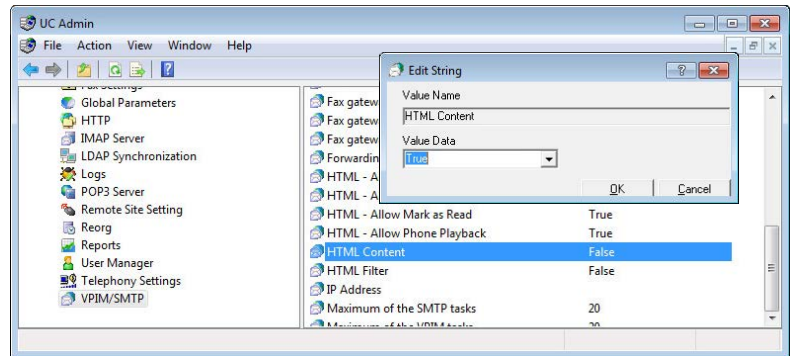 UC Admin
File Action View Window Help
Global Parameters
HTTP
IMAP Server
LDAP Synchronization
Logs
POP3 Server
Remote Site Setting
Reorg
Reports
User Manager
Telephony Settings
VPIM/SMTP
Fax gatew
Fax gatew
Fax gatew
Forwardin
HTML - A
HTML - A
HTML - Allow Mark as Read True
HTML - Allow Phone Playback True
HTML Content False
HTML Filter False
IP Address
Maximum of the SMTP tasks 20
Edit String
Value Name
HTML Content
Value Data
True
OK Cancel